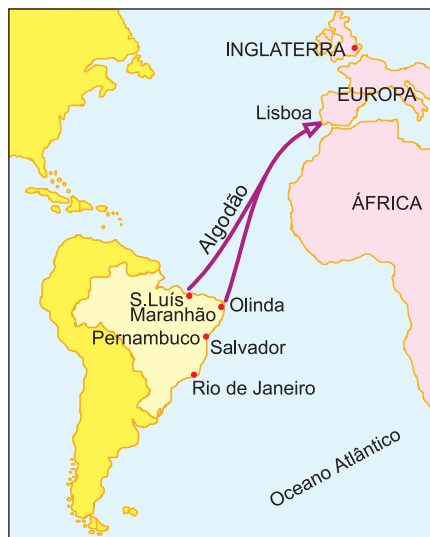 INGLATERRA
EUROPA
Lisboa
ÁFRICA
Algodão
S.Luís
Maranhão
Olinda
Pernambuco
Salvador
Rio de Janeiro
Oceano Atlântico